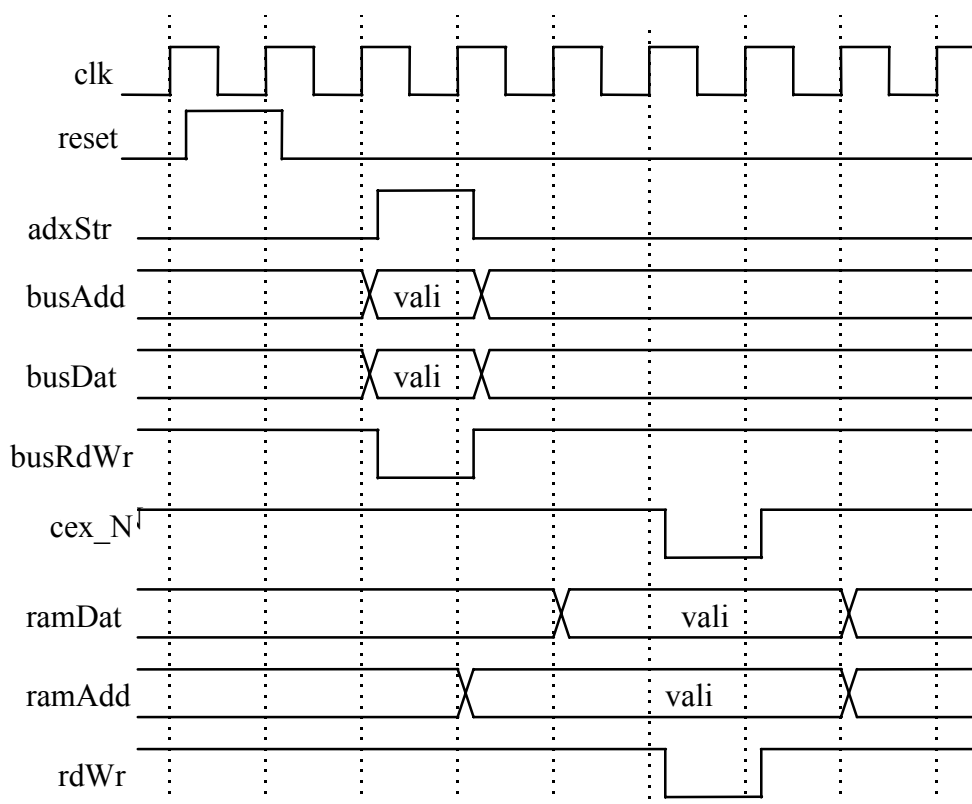 clk
reset
adxStr
busAdd
vali
busDat
vali
busRdWr
cex_N
ramDat
vali
ramAdd
vali
rdWr